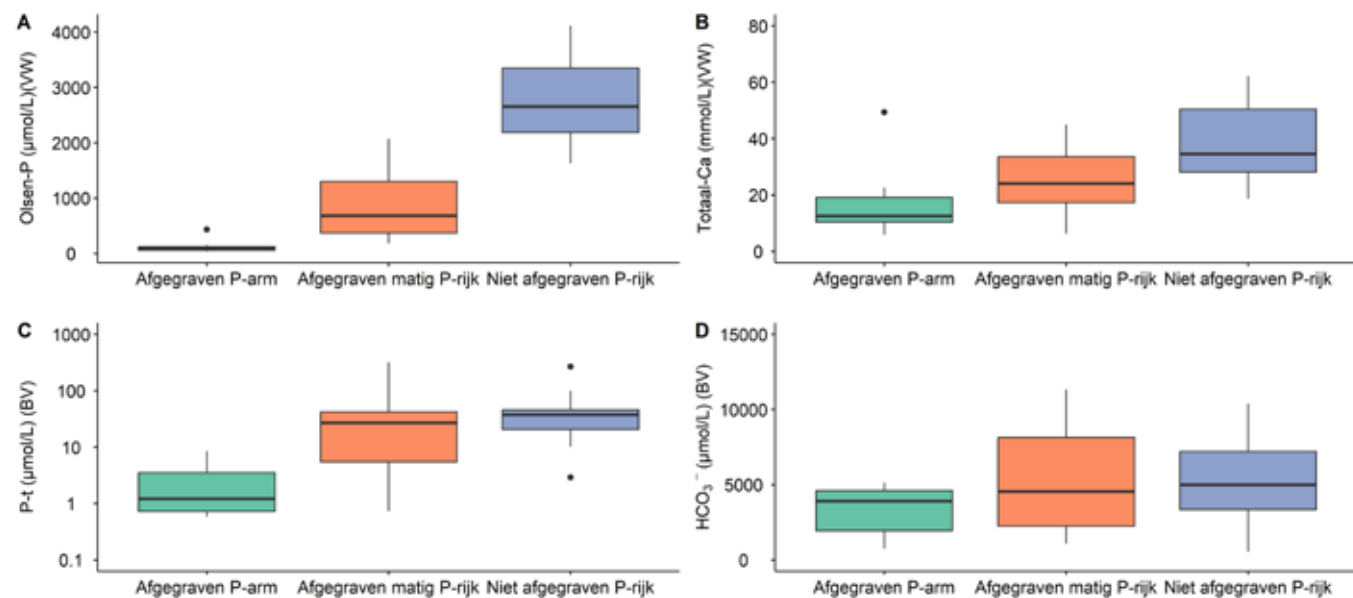 A
Olsen-P (µmol/L)(VW)
4000
3000
2000
1000
0
Afgegraven P-arm Afgegraven matig P-rijk Niet afgegraven P-rijk
B
Totaal-Ca (mmol/L)(VW)
80
60
40
20
0
Afgegraven P-arm Afgegraven matig P-rijk Niet afgegraven P-rijk
C
P-t (µmol/L) (BV)
1000
100
10
1
0.1
Afgegraven P-arm Afgegraven matig P-rijk Niet afgegraven P-rijk
D
HCO₃⁻ (µmol/L) (BV)
15000
10000
5000
0
Afgegraven P-arm Afgegraven matig P-rijk Niet afgegraven P-rijk